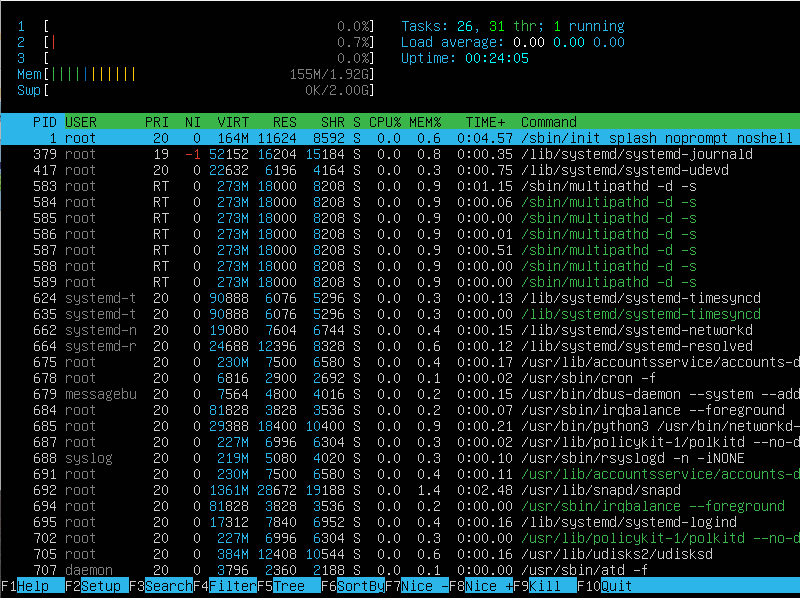 1 [ 0.0%] Tasks: 26, 31 thr; 1 running
2 [| 0.7%] Load average: 0.00 0.00 0.00
3 [ 0.0%] Uptime: 00:24:05
Mem[||||||||||| 155M/1.92G]
Swp[ 0K/2.00G]
PID USER PRI NI VIRT RES SHR S CPU% MEM% TIME+ Command
1 root 20 0 164M 11624 8592 S 0.0 0.6 0:04.57 /sbin/init splash noprompt noshell
379 root 19 -1 52152 16204 15184 S 0.0 0.8 0:00.35 /lib/systemd/systemd-journald
417 root 20 0 22632 6196 4164 S 0.0 0.3 0:00.75 /lib/systemd/systemd-udevd
583 root RT 0 273M 18000 8208 S 0.0 0.9 0:01.15 /sbin/multipathd -d -s
584 root RT 0 273M 18000 8208 S 0.0 0.9 0:00.06 /sbin/multipathd -d -s
585 root RT 0 273M 18000 8208 S 0.0 0.9 0:00.00 /sbin/multipathd -d -s
586 root RT 0 273M 18000 8208 S 0.0 0.9 0:00.01 /sbin/multipathd -d -s
587 root RT 0 273M 18000 8208 S 0.0 0.9 0:00.51 /sbin/multipathd -d -s
588 root RT 0 273M 18000 8208 S 0.0 0.9 0:00.00 /sbin/multipathd -d -s
589 root RT 0 273M 18000 8208 S 0.0 0.9 0:00.00 /sbin/multipathd -d -s
624 systemd-t 20 0 90888 6076 5296 S 0.0 0.3 0:00.13 /lib/systemd/systemd-timesyncd
635 systemd-t 20 0 90888 6076 5296 S 0.0 0.3 0:00.00 /lib/systemd/systemd-timesyncd
662 systemd-n 20 0 19080 7604 6744 S 0.0 0.4 0:00.15 /lib/systemd/systemd-networkd
664 systemd-r 20 0 24688 12396 8328 S 0.0 0.6 0:00.12 /lib/systemd/systemd-resolved
675 root 20 0 230M 7500 6580 S 0.0 0.4 0:00.17 /usr/lib/accountsservice/accounts-d
678 root 20 0 6816 2900 2692 S 0.0 0.1 0:00.02 /usr/sbin/cron -f
679 messagebu 20 0 7564 4800 4016 S 0.0 0.2 0:00.15 /usr/bin/dbus-daemon --system --add
684 root 20 0 81828 3828 3536 S 0.0 0.2 0:00.07 /usr/sbin/irqbalance --foreground
685 root 20 0 29388 18400 10400 S 0.0 0.9 0:00.21 /usr/bin/python3 /usr/bin/networkd-
687 root 20 0 227M 6996 6304 S 0.0 0.3 0:00.02 /usr/lib/policykit-1/polkitd --no-d
688 syslog 20 0 219M 5080 4020 S 0.0 0.3 0:00.10 /usr/sbin/rsyslogd -n -iNONE
691 root 20 0 230M 7500 6580 S 0.0 0.4 0:00.11 /usr/lib/accountsservice/accounts-d
692 root 20 0 1361M 28672 19188 S 0.0 1.4 0:02.48 /usr/lib/snapd/snapd
694 root 20 0 81828 3828 3536 S 0.0 0.2 0:00.00 /usr/sbin/irqbalance --foreground
695 root 20 0 17312 7840 6952 S 0.0 0.4 0:00.16 /lib/systemd/systemd-logind
702 root 20 0 227M 6996 6304 S 0.0 0.3 0:00.00 /usr/lib/policykit-1/polkitd --no-d
705 root 20 0 384M 12408 10544 S 0.0 0.6 0:00.16 /usr/lib/udisks2/udisksd
707 daemon 20 0 3796 2360 2188 S 0.0 0.1 0:00.00 /usr/sbin/atd -f
F1Help F2Setup F3SearchF4FilterF5Tree F6SortByF7Nice -F8Nice +F9Kill F10Quit